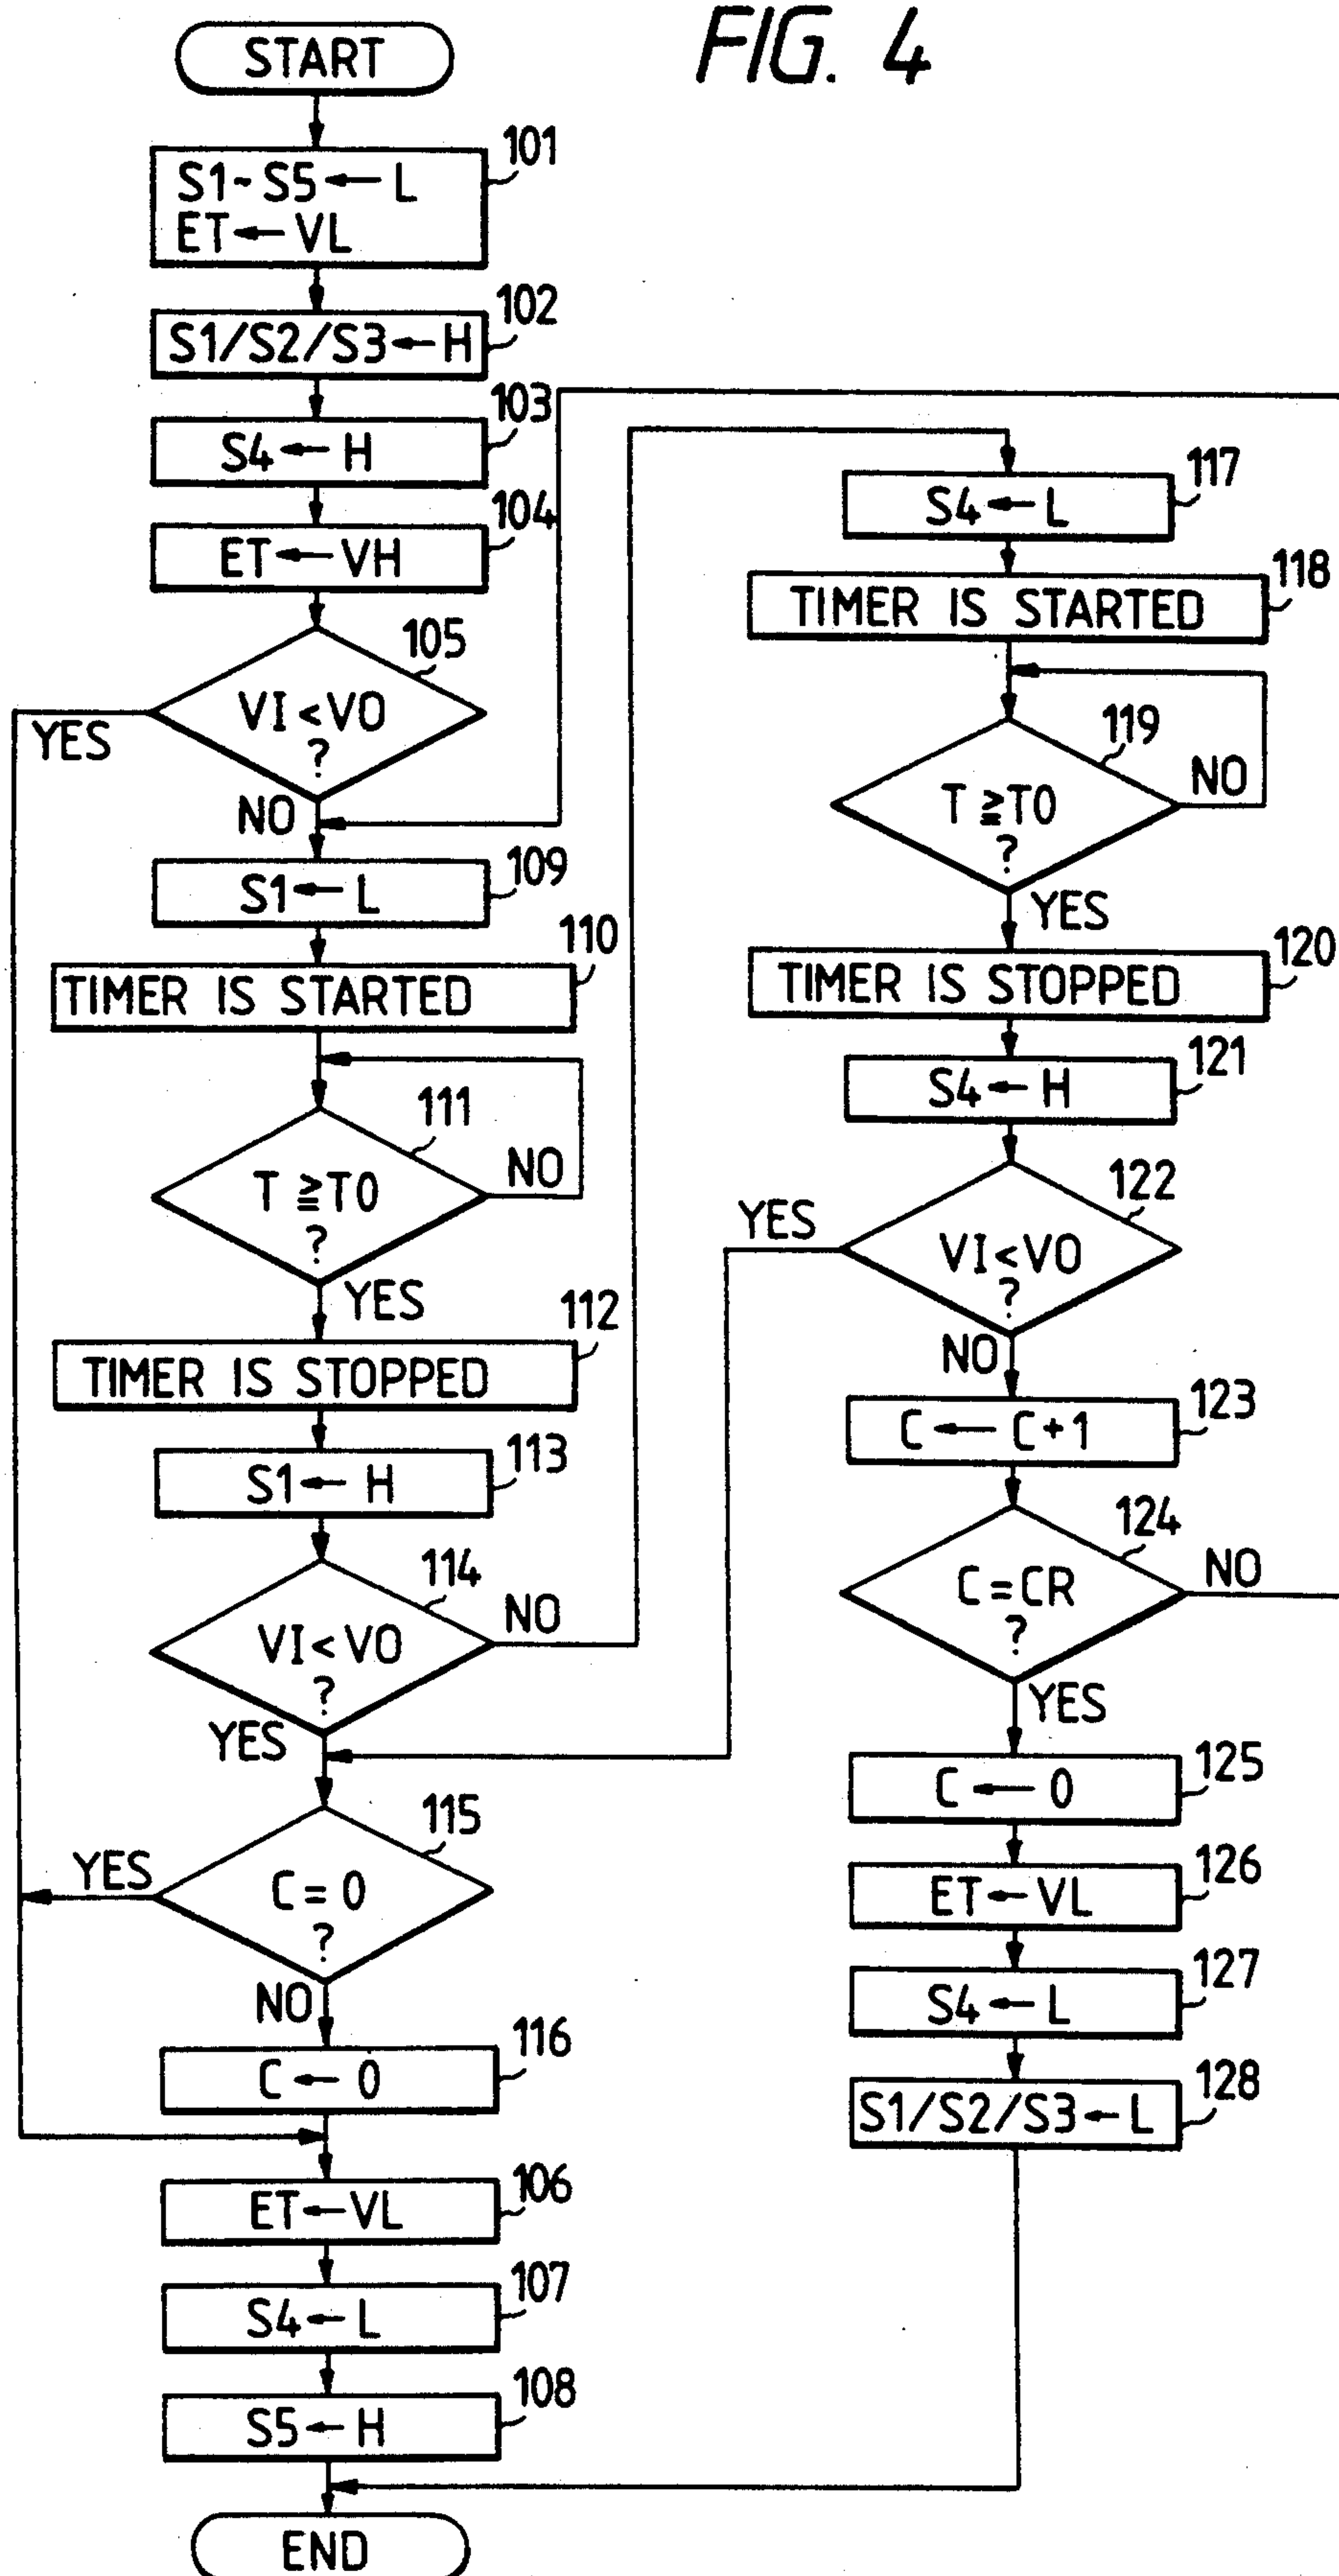 FIG. 4
START
101
S1~S5←L
ET←VL
102
S1/S2/S3←H
103
S4←H
104
ET←VH
105
VI<VO
?
YES
NO
109
S1←L
110
TIMER IS STARTED
111
T≧T0
?
NO
YES
112
TIMER IS STOPPED
113
S1←H
114
VI<VO
?
NO
YES
115
C=0
?
YES
NO
116
C←0
106
ET←VL
107
S4←L
108
S5←H
END
117
S4←L
118
TIMER IS STARTED
119
T≧T0
?
NO
YES
120
TIMER IS STOPPED
121
S4←H
122
VI<VO
?
YES
NO
123
C←C+1
124
C=CR
?
NO
YES
125
C←0
126
ET←VL
127
S4←L
128
S1/S2/S3←L